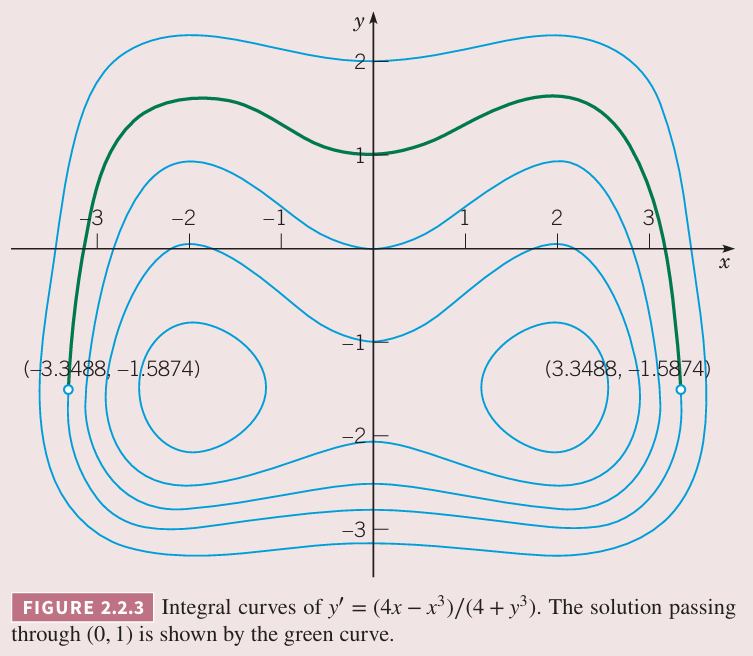 y
2
1
–3 –2 –1 1 2 3
x
–1
(–3.3488, –1.5874) (3.3488, –1.5874)
–2
–3
FIGURE 2.2.3 Integral curves of y′ = (4x − x³)/(4 + y³). The solution passing
through (0, 1) is shown by the green curve.